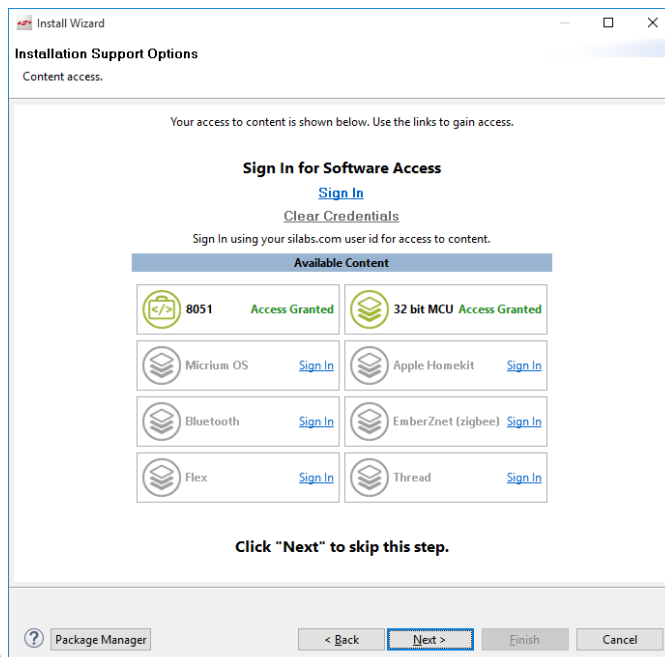 Install Wizard
Installation Support Options
Content access.
Your access to content is shown below. Use the links to gain access.
Sign In for Software Access
Sign In
Clear Credentials
Sign In using your silabs.com user id for access to content.
Available Content
8051 Access Granted
32 bit MCU Access Granted
Micrium OS Sign In
Apple Homekit Sign In
Bluetooth Sign In
EmberZnet (zigbee) Sign In
Flex Sign In
Thread Sign In
Click "Next" to skip this step.
? Package Manager < Back Next > Finish Cancel